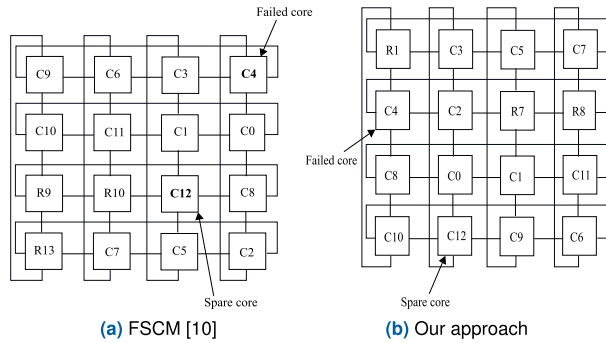 Failed core
C9 C6 C3 C4
C10 C11 C1 C0
R9 R10 C12 C8
R13 C7 C5 C2
Spare core
(a) FSCM [10]
R1 C3 C5 C7
C4 C2 R7 R8
Failed core
C8 C0 C1 C11
C10 C12 C9 C6
Spare core
(b) Our approach